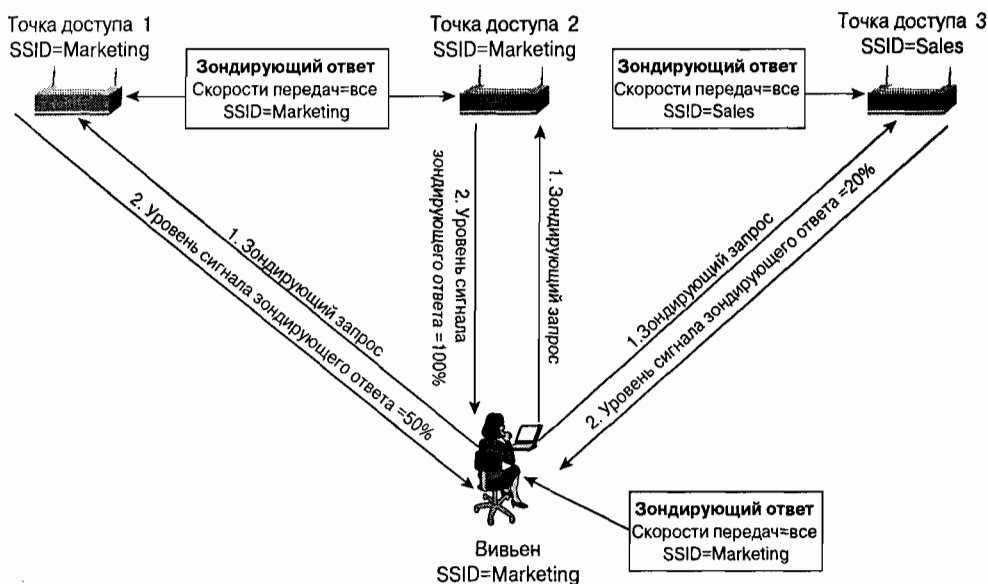 Точка доступа 1
SSID=Marketing
Точка доступа 2
SSID=Marketing
Точка доступа 3
SSID=Sales
Зондирующий ответ
Скорости передач=все
SSID=Marketing
Зондирующий ответ
Скорости передач=все
SSID=Sales
1. Зондирующий запрос
2. Уровень сигнала зондирующего ответа =50%
2. Уровень сигнала
зондирующего ответа =100%
1. Зондирующий запрос
1.Зондирующий запрос
2. Уровень сигнала зондирующего ответа =20%
Зондирующий ответ
Скорости передач=все
SSID=Marketing
Вивьен
SSID=Marketing